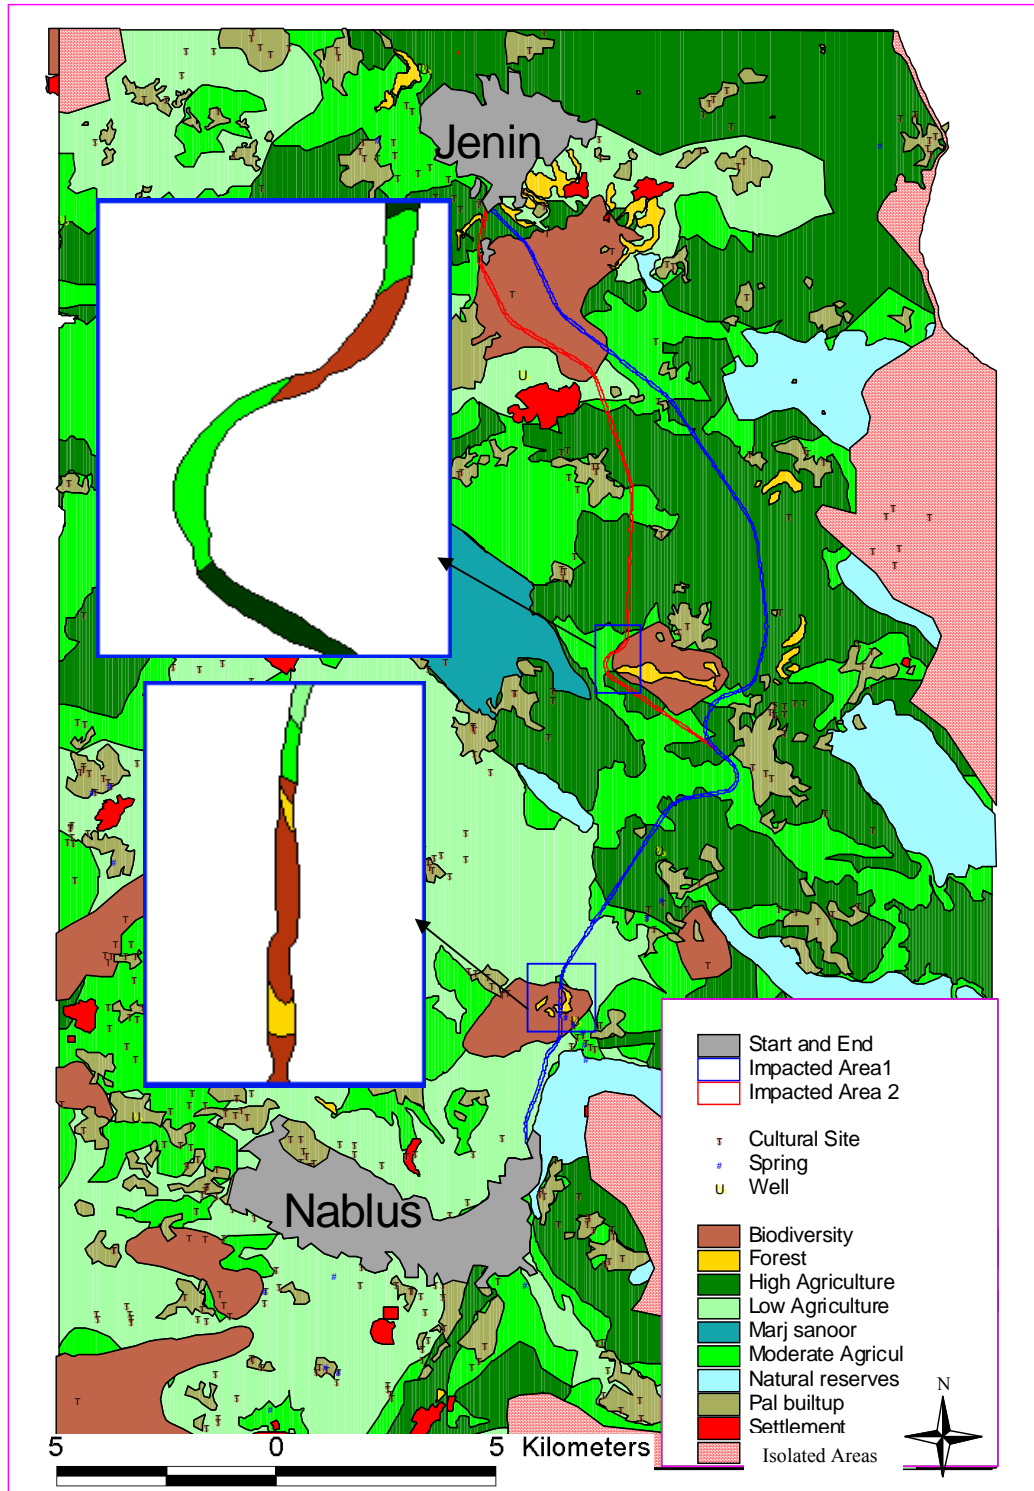 Jenin
Nablus
Start and End
Impacted Area1
Impacted Area 2
Cultural Site
Spring
Well
Biodiversity
Forest
High Agriculture
Low Agriculture
Marj sanoor
Moderate Agricul
Natural reserves
Pal builtup
Settlement
Isolated Areas
N
5 0 5 Kilometers